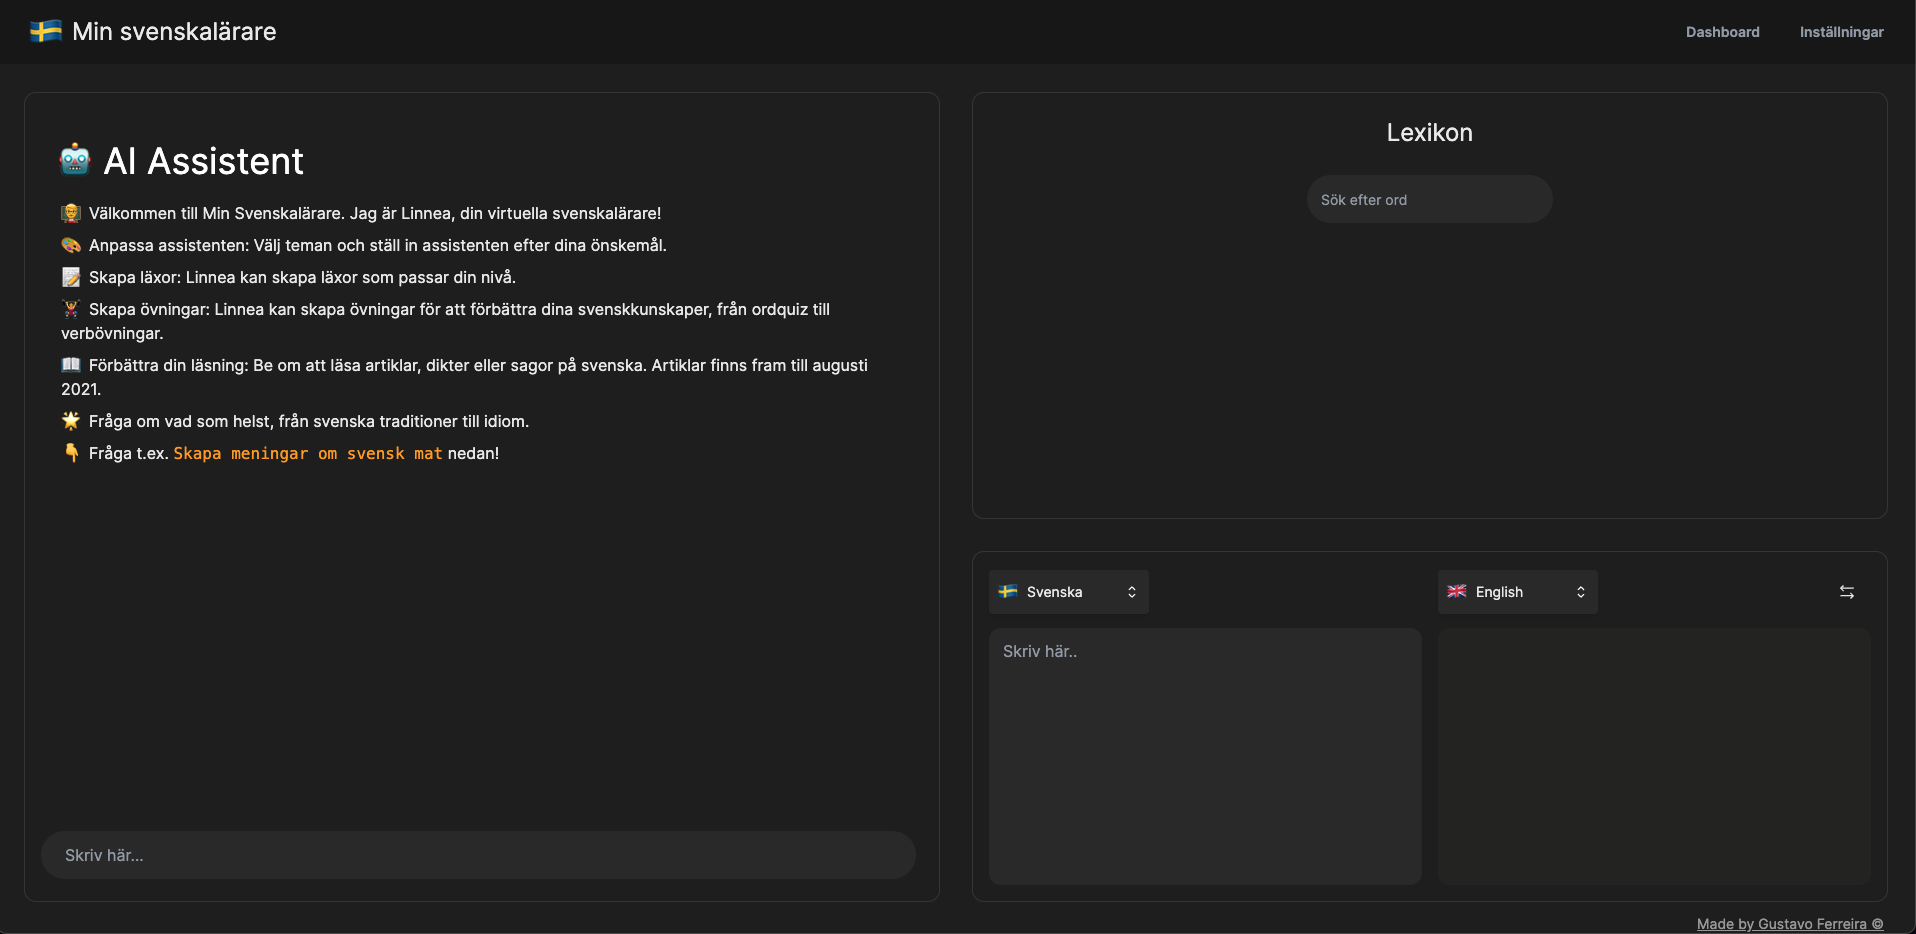 Min svenskalärare
Dashboard
Inställningar
AI Assistent
Välkommen till Min Svenskalärare. Jag är Linnea, din virtuella svenskalärare!
Anpassa assistenten: Välj teman och ställ in assistenten efter dina önskemål.
Skapa läxor: Linnea kan skapa läxor som passar din nivå.
Skapa övningar: Linnea kan skapa övningar för att förbättra dina svenskkunskaper, från ordquiz till
verbövningar.
Förbättra din läsning: Be om att läsa artiklar, dikter eller sagor på svenska. Artiklar finns fram till augusti
2021.
Fråga om vad som helst, från svenska traditioner till idiom.
Fråga t.ex. Skapa meningar om svensk mat nedan!
Skriv här...
Lexikon
Sök efter ord
Svenska
English
Skriv här..
Made by Gustavo Ferreira ©